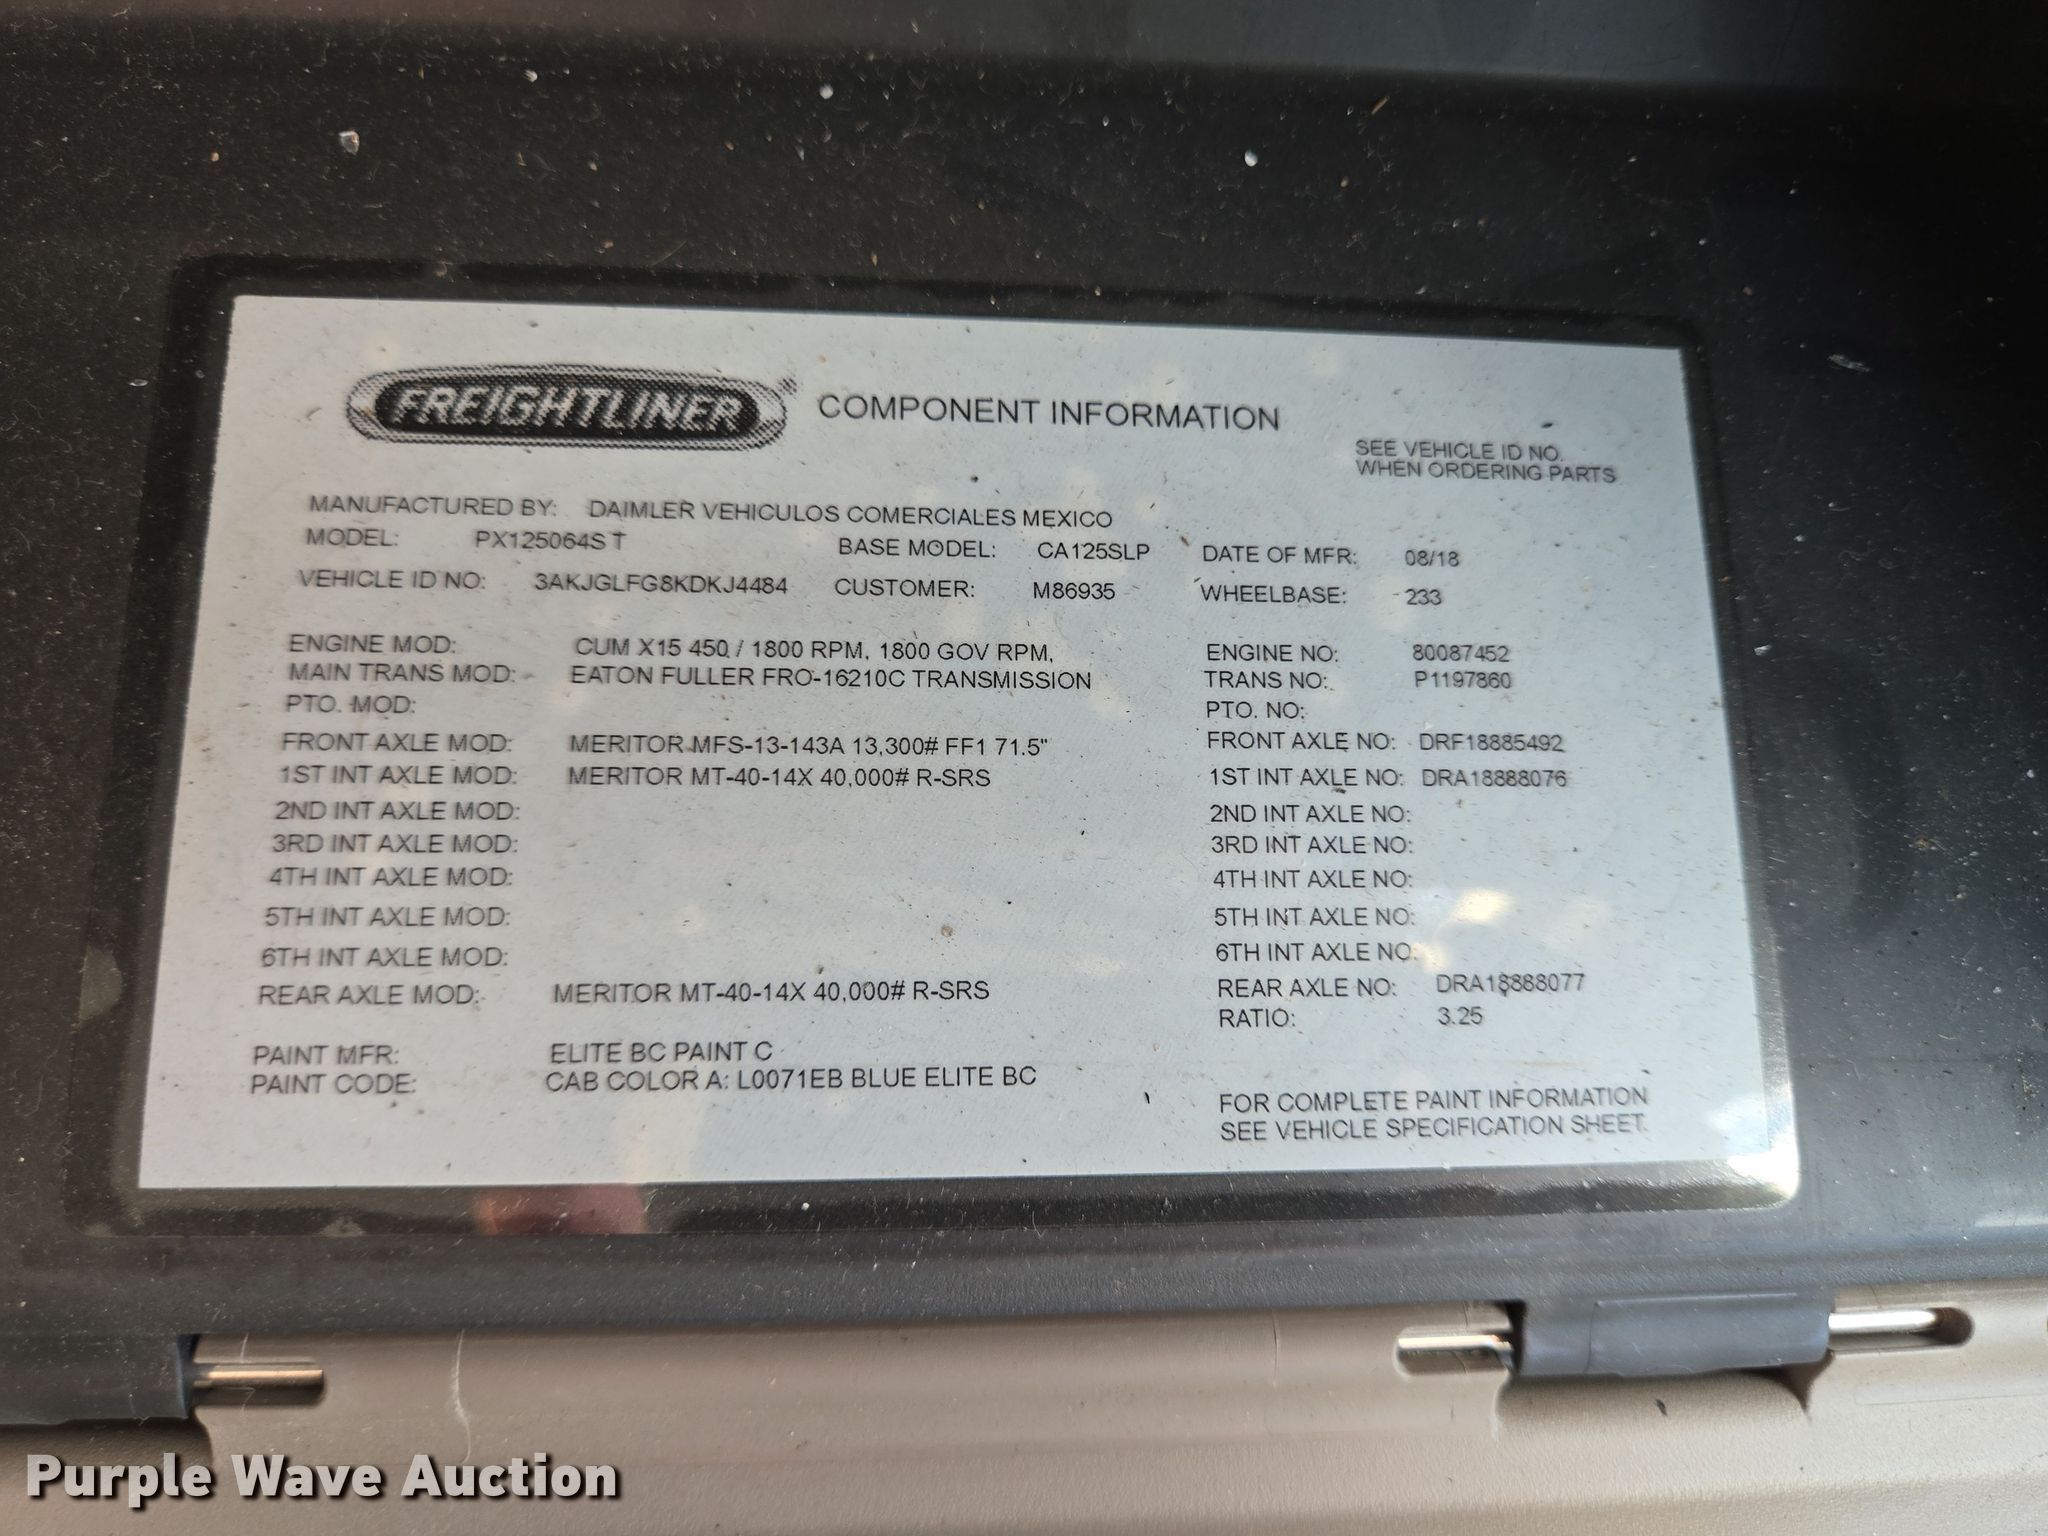 FREIGHTLINER® COMPONENT INFORMATION
SEE VEHICLE ID NO.
WHEN ORDERING PARTS
MANUFACTURED BY: DAIMLER VEHICULOS COMERCIALES MEXICO
MODEL: PX125064S T BASE MODEL: CA125SLP DATE OF MFR: 08/18
VEHICLE ID NO: 3AKJGLFG8KDKJ4484 CUSTOMER: M86935 WHEELBASE: 233
ENGINE MOD: CUM X15 450 / 1800 RPM, 1800 GOV RPM, ENGINE NO: 80087452
MAIN TRANS MOD: EATON FULLER FRO-16210C TRANSMISSION TRANS NO: P1197860
PTO. MOD: PTO. NO:
FRONT AXLE MOD: MERITOR MFS-13-143A 13,300# FF1 71.5" FRONT AXLE NO: DRF18885492
1ST INT AXLE MOD: MERITOR MT-40-14X 40,000# R-SRS 1ST INT AXLE NO: DRA18888076
2ND INT AXLE MOD: 2ND INT AXLE NO:
3RD INT AXLE MOD: 3RD INT AXLE NO:
4TH INT AXLE MOD: 4TH INT AXLE NO:
5TH INT AXLE MOD: 5TH INT AXLE NO:
6TH INT AXLE MOD: 6TH INT AXLE NO:
REAR AXLE MOD: MERITOR MT-40-14X 40,000# R-SRS REAR AXLE NO: DRA18888077
RATIO: 3.25
PAINT MFR: ELITE BC PAINT C
PAINT CODE: CAB COLOR A: L0071EB BLUE ELITE BC
FOR COMPLETE PAINT INFORMATION
SEE VEHICLE SPECIFICATION SHEET.
Purple Wave Auction